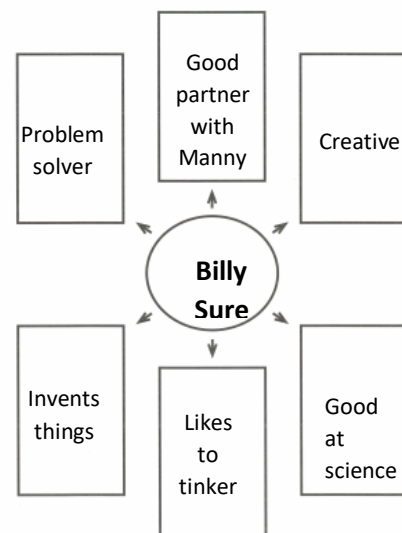 Good
partner
with
Manny
Problem
solver
Creative
Billy
Sure
Invents
things
Likes
to
tinker
Good
at
science